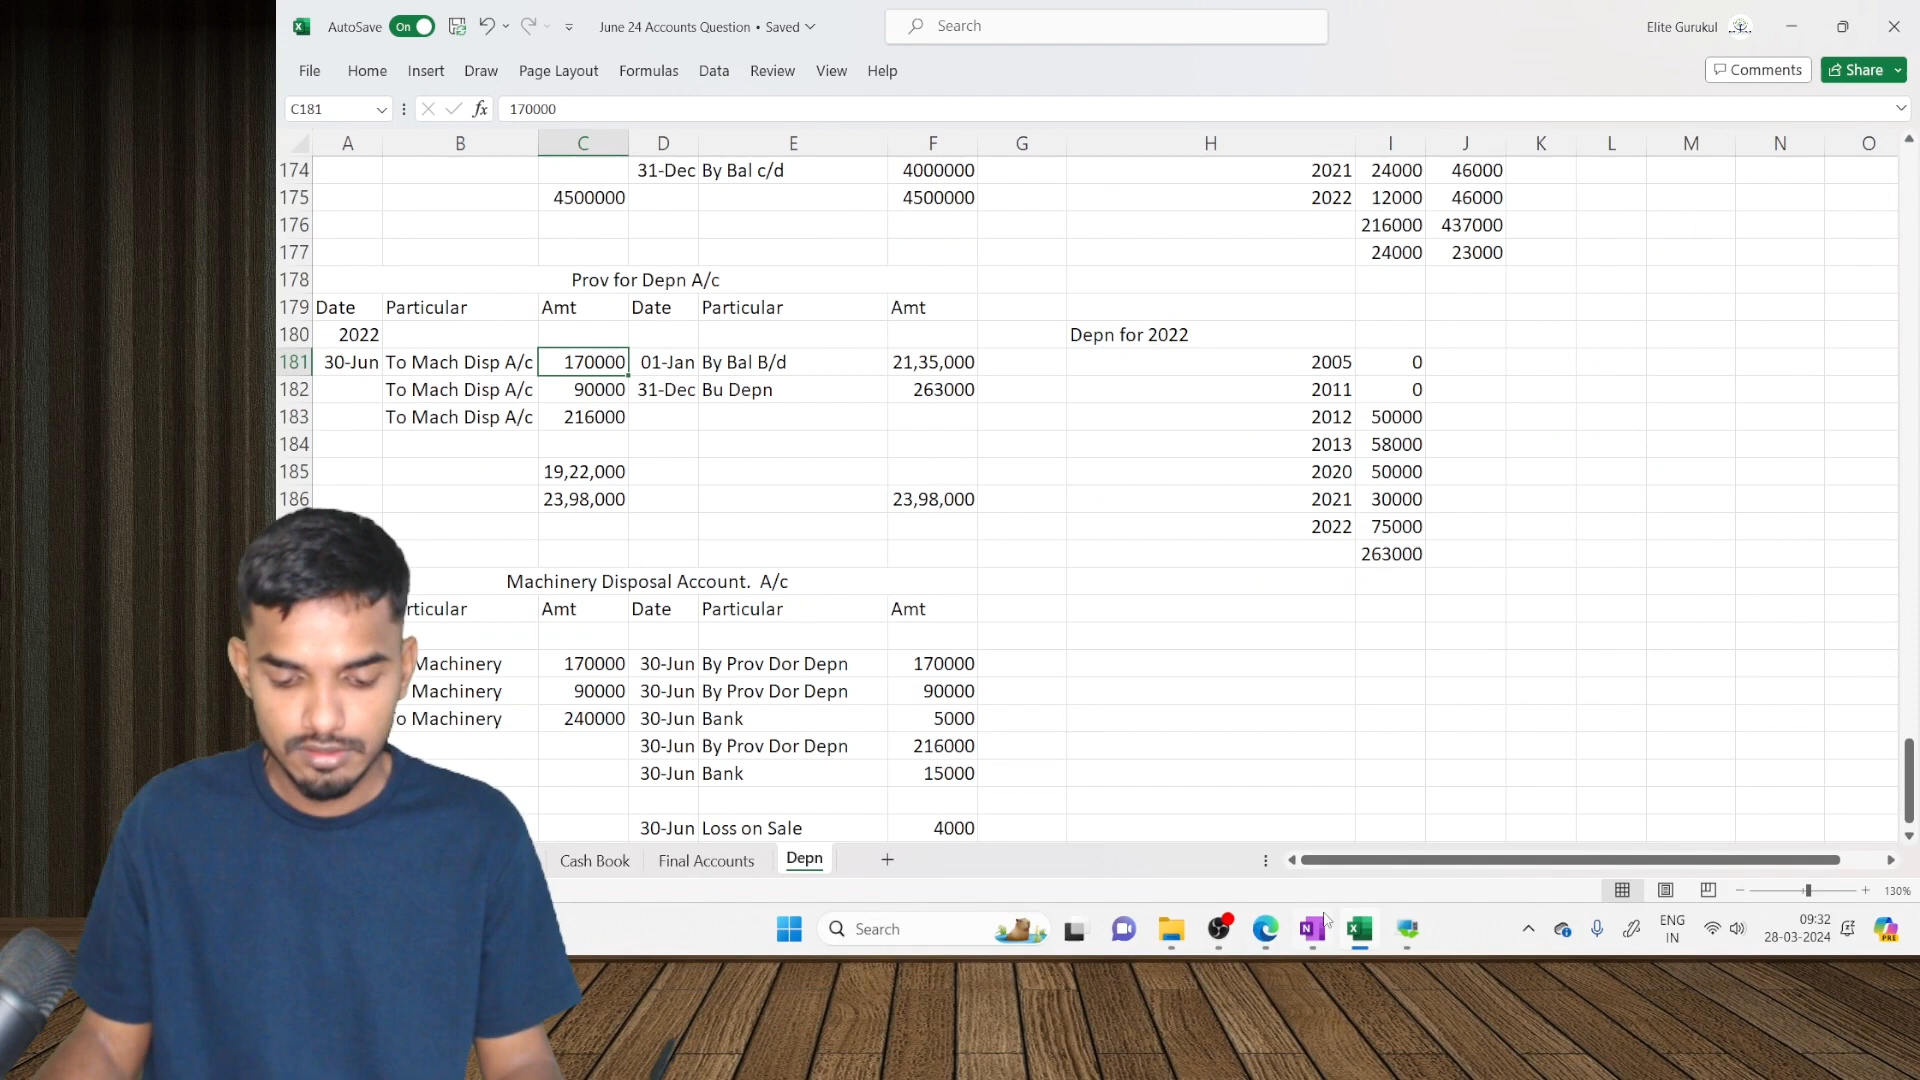 AutoSave On June 24 Accounts Question • Saved Search Elite Gurukul
File Home Insert Draw Page Layout Formulas Data Review View Help Comments Share
C181 fx 170000
A B C D E F G H I J K L M N O
174 31-Dec By Bal c/d 4000000 2021 24000 46000
175 4500000 4500000 2022 12000 46000
176 216000 437000
177 24000 23000
178 Prov for Depn A/c
179 Date Particular Amt Date Particular Amt
180 2022 Depn for 2022
181 30-Jun To Mach Disp A/c 170000 01-Jan By Bal B/d 21,35,000 2005 0
182 To Mach Disp A/c 90000 31-Dec Bu Depn 263000 2011 0
183 To Mach Disp A/c 216000 2012 50000
184 2013 58000
185 19,22,000 2020 50000
186 23,98,000 23,98,000 2021 30000
2022 75000
263000
Machinery Disposal Account. A/c
rticular Amt Date Particular Amt
Machinery 170000 30-Jun By Prov Dor Depn 170000
Machinery 90000 30-Jun By Prov Dor Depn 90000
o Machinery 240000 30-Jun Bank 5000
30-Jun By Prov Dor Depn 216000
30-Jun Bank 15000
30-Jun Loss on Sale 4000
Cash Book Final Accounts Depn
130%
Search ENG IN 09:32 28-03-2024 PRE